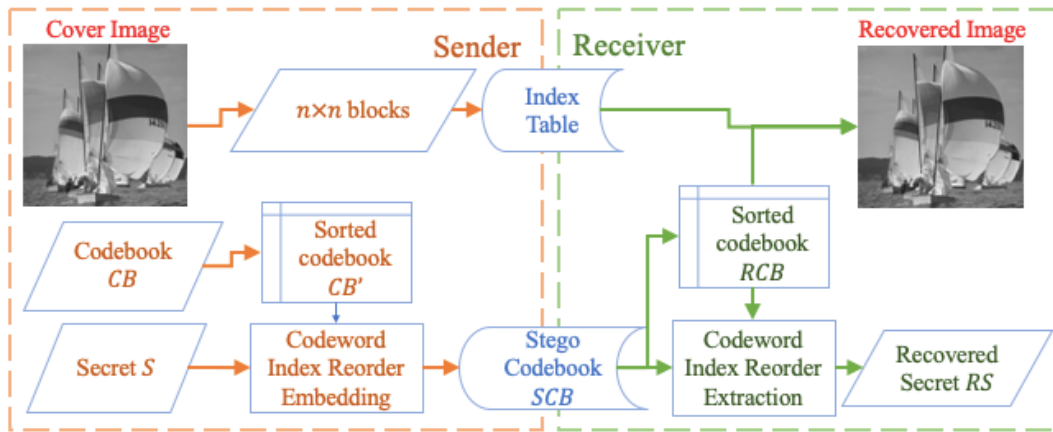 Cover Image
Sender
Receiver
Recovered Image
n×n blocks
Index
Table
Codebook
CB
Sorted
codebook
CB'
Sorted
codebook
RCB
Secret S
Codeword
Index Reorder
Embedding
Stego
Codebook
SCB
Codeword
Index Reorder
Extraction
Recovered
Secret RS